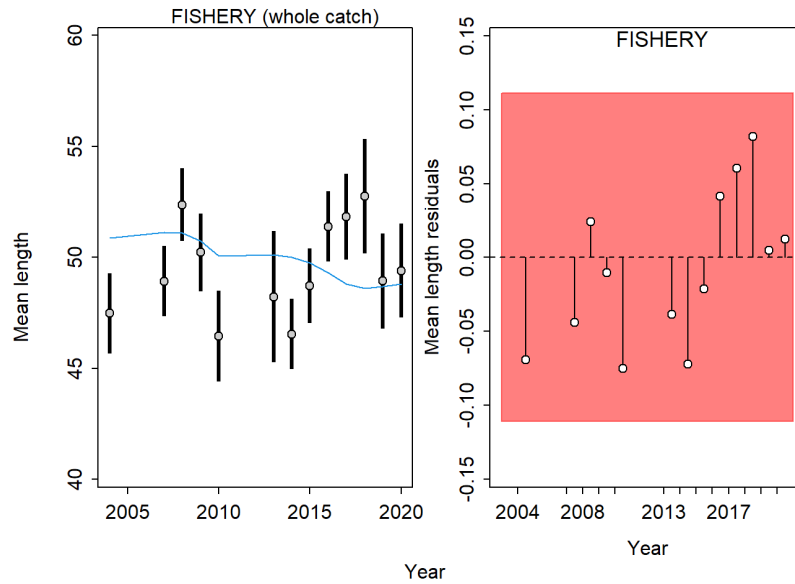 FISHERY (whole catch)
60
55
50
45
40
Mean length
2005 2010 2015 2020
Year
FISHERY
0.15
0.10
0.05
0.00
-0.05
-0.10
-0.15
Mean length residuals
2004 2008 2013 2017
Year